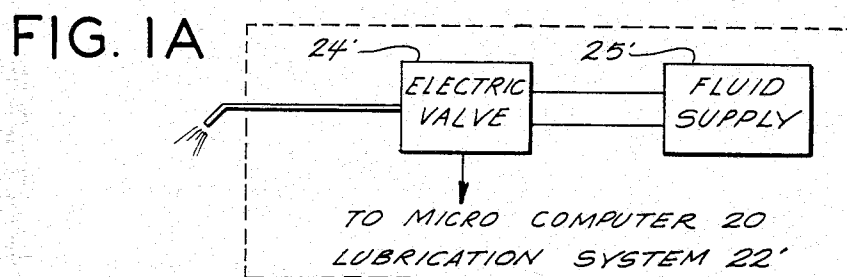 FIG. 1A
24' 25'
ELECTRIC FLUID
VALVE SUPPLY
TO MICRO COMPUTER 20
LUBRICATION SYSTEM 22'